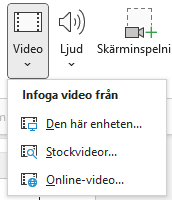 Video
Ljud
Skärminspelni
Infoga video från
Den här enheten...
Stockvideor...
Online-video...